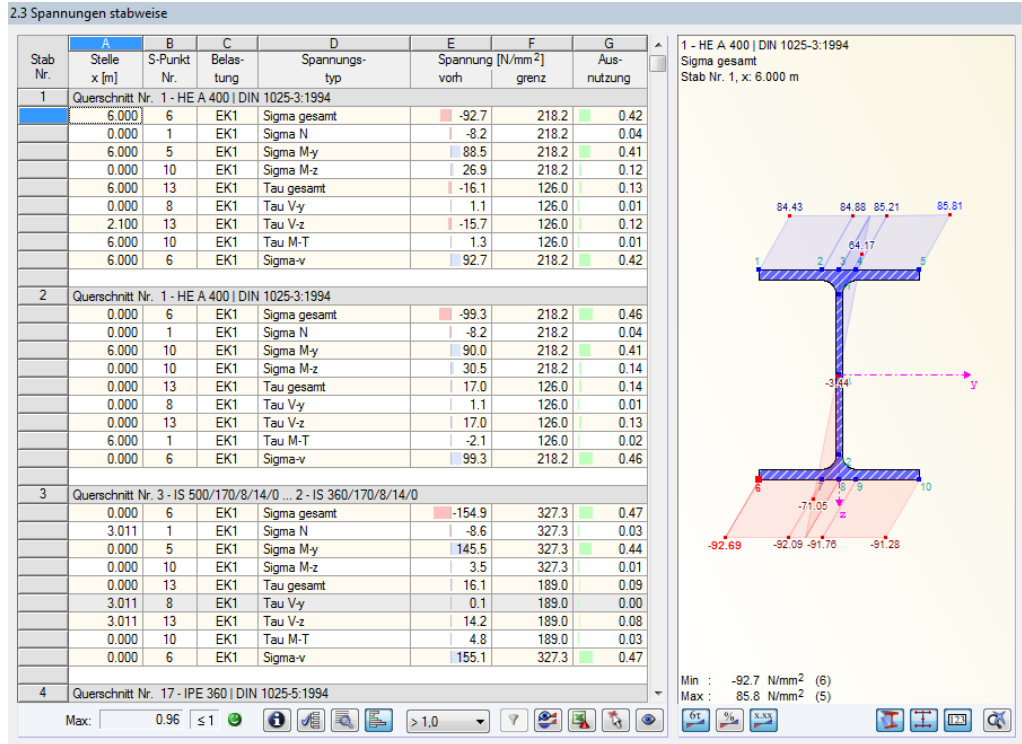 2.3 Spannungen stabweise
A B C D E F G
Stab Stelle S-Punkt Belas- Spannungs- Spannung [N/mm²] Aus-
Nr. x [m] Nr. tung typ vorh grenz nutzung
1 Querschnitt Nr. 1 - HE A 400 | DIN 1025-3:1994
6.000 6 EK1 Sigma gesamt -92.7 218.2 0.42
0.000 1 EK1 Sigma N -8.2 218.2 0.04
6.000 5 EK1 Sigma M-y 88.5 218.2 0.41
0.000 10 EK1 Sigma M-z 26.9 218.2 0.12
6.000 13 EK1 Tau gesamt -16.1 126.0 0.13
0.000 8 EK1 Tau V-y 1.1 126.0 0.01
2.100 13 EK1 Tau V-z -15.7 126.0 0.12
6.000 10 EK1 Tau M-T 1.3 126.0 0.01
6.000 6 EK1 Sigma-v 92.7 218.2 0.42
2 Querschnitt Nr. 1 - HE A 400 | DIN 1025-3:1994
0.000 6 EK1 Sigma gesamt -99.3 218.2 0.46
0.000 1 EK1 Sigma N -8.2 218.2 0.04
6.000 10 EK1 Sigma M-y 90.0 218.2 0.41
0.000 10 EK1 Sigma M-z 30.5 218.2 0.14
0.000 13 EK1 Tau gesamt 17.0 126.0 0.14
0.000 8 EK1 Tau V-y 1.1 126.0 0.01
0.000 13 EK1 Tau V-z 17.0 126.0 0.13
6.000 1 EK1 Tau M-T -2.1 126.0 0.02
0.000 6 EK1 Sigma-v 99.3 218.2 0.46
3 Querschnitt Nr. 3 - IS 500/170/8/14/0 ... 2 - IS 360/170/8/14/0
0.000 6 EK1 Sigma gesamt -154.9 327.3 0.47
3.011 1 EK1 Sigma N -8.6 327.3 0.03
0.000 5 EK1 Sigma M-y 145.5 327.3 0.44
0.000 10 EK1 Sigma M-z 3.5 327.3 0.01
0.000 13 EK1 Tau gesamt 16.1 189.0 0.09
3.011 8 EK1 Tau V-y 0.1 189.0 0.00
3.011 13 EK1 Tau V-z 14.2 189.0 0.08
0.000 10 EK1 Tau M-T 4.8 189.0 0.03
0.000 6 EK1 Sigma-v 155.1 327.3 0.47
4 Querschnitt Nr. 17 - IPE 360 | DIN 1025-5:1994
Max: 0.96 ≤ 1 > 1,0
1 - HE A 400 | DIN 1025-3:1994
Sigma gesamt
Stab Nr. 1, x: 6.000 m
84.43 84.88 85.21 85.81
64.17
1 2 3 4 5
-3.44
y
6 7 8 9 10
-71.05
z
-92.69 -92.09 -91.76 -91.28
Min : -92.7 N/mm² (6)
Max : 85.8 N/mm² (5)
στ % x.xx 123